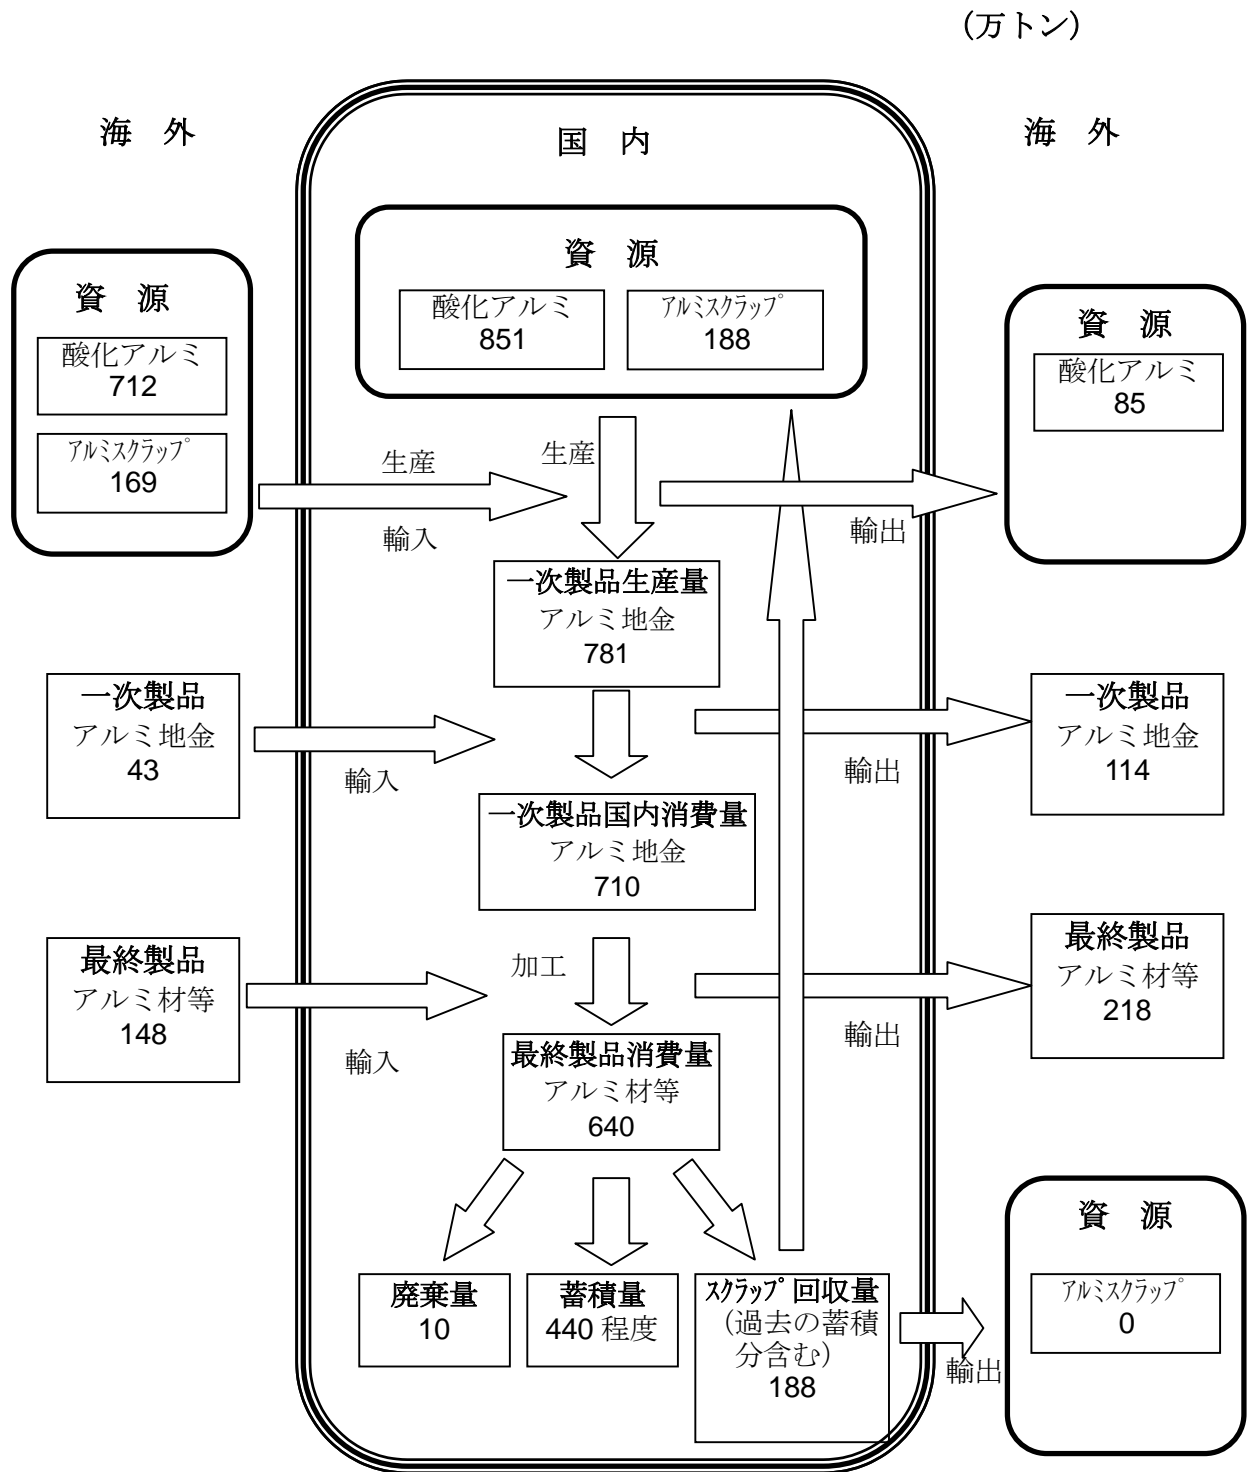 (万トン)
海 外
国 内
海 外
資 源
酸化アルミ
851
アルミスクラップ
188
資 源
酸化アルミ
712
アルミスクラップ
169
資 源
酸化アルミ
85
生産
輸入
生産
輸出
一次製品生産量
アルミ地金
781
一次製品
アルミ地金
43
輸入
輸出
一次製品
アルミ地金
114
一次製品国内消費量
アルミ地金
710
最終製品
アルミ材等
148
輸入
加工
輸出
最終製品
アルミ材等
218
最終製品消費量
アルミ材等
640
廃棄量
10
蓄積量
440 程度
スクラップ回収量
(過去の蓄積
分含む)
188
輸出
資 源
アルミスクラップ
0